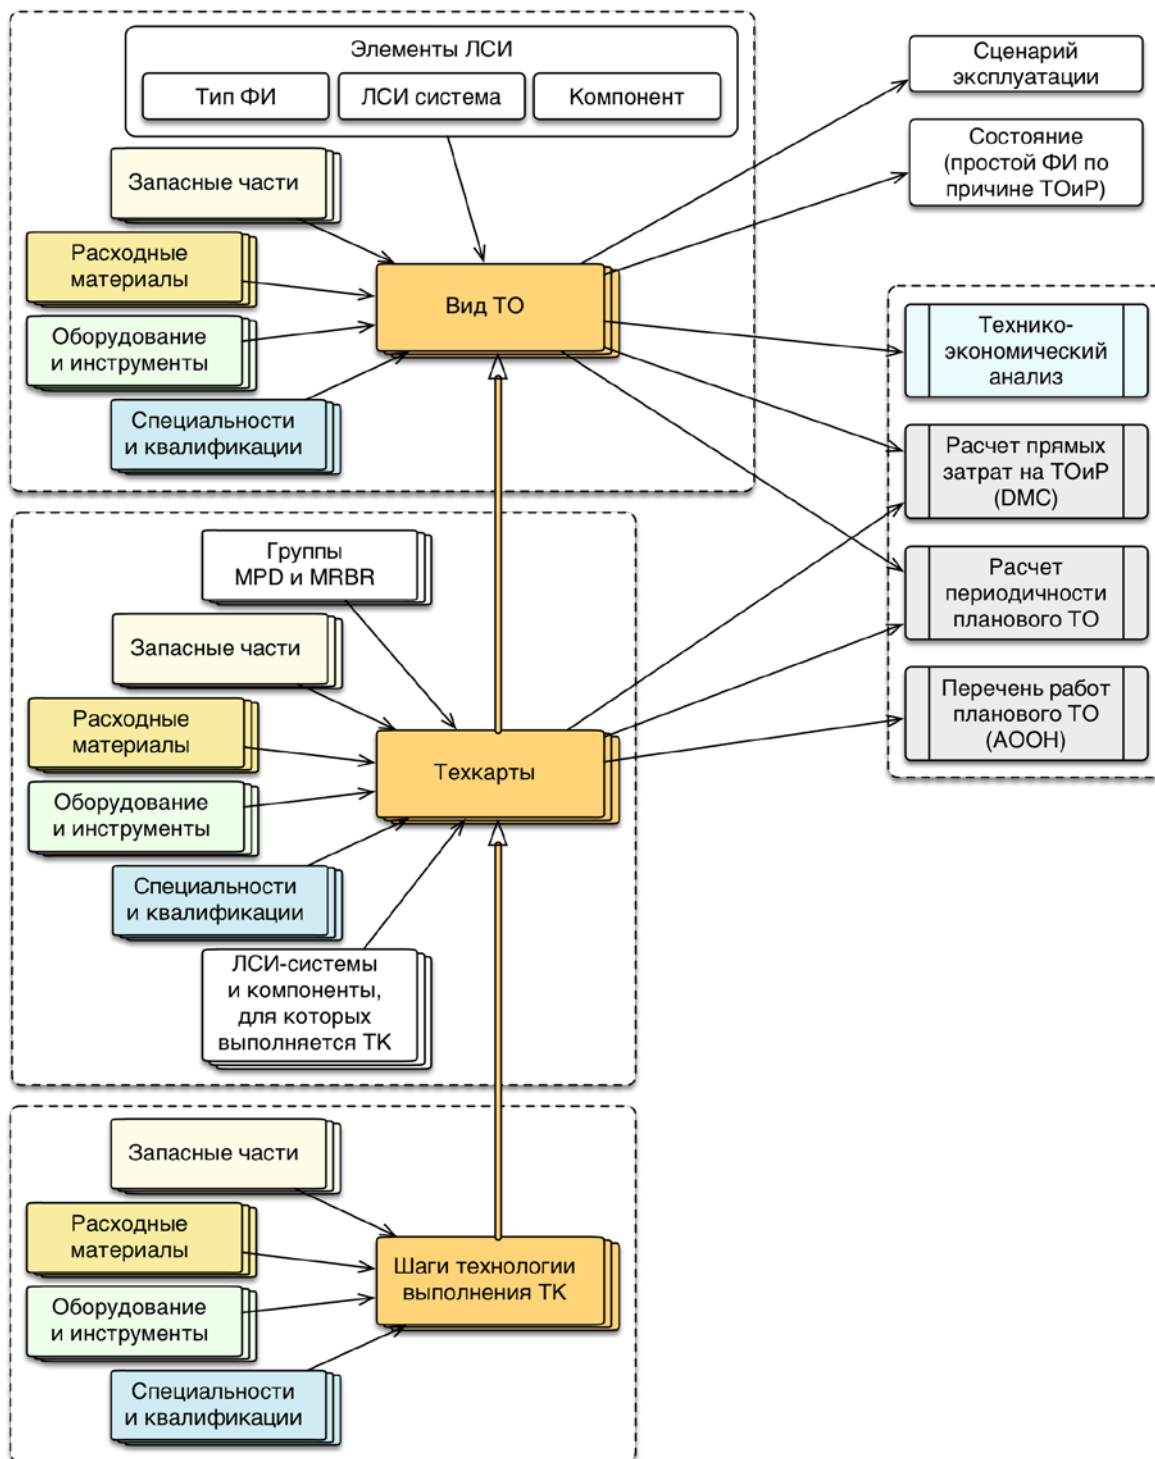 Элементы ЛСИ
Тип ФИ
ЛСИ система
Компонент
Запасные части
Расходные
материалы
Оборудование
и инструменты
Специальности
и квалификации
Вид ТО
Сценарий
эксплуатации
Состояние
(простой ФИ по
причине ТОиР)
Технико-
экономический
анализ
Расчет прямых
затрат на ТОиР
(DMC)
Расчет
периодичности
планового ТО
Перечень работ
планового ТО
(АООН)
Группы
MPD и MRBR
Запасные части
Расходные
материалы
Оборудование
и инструменты
Специальности
и квалификации
ЛСИ-системы
и компоненты,
для которых
выполняется ТК
Техкарты
Запасные части
Расходные
материалы
Оборудование
и инструменты
Специальности
и квалификации
Шаги технологии
выполнения ТК